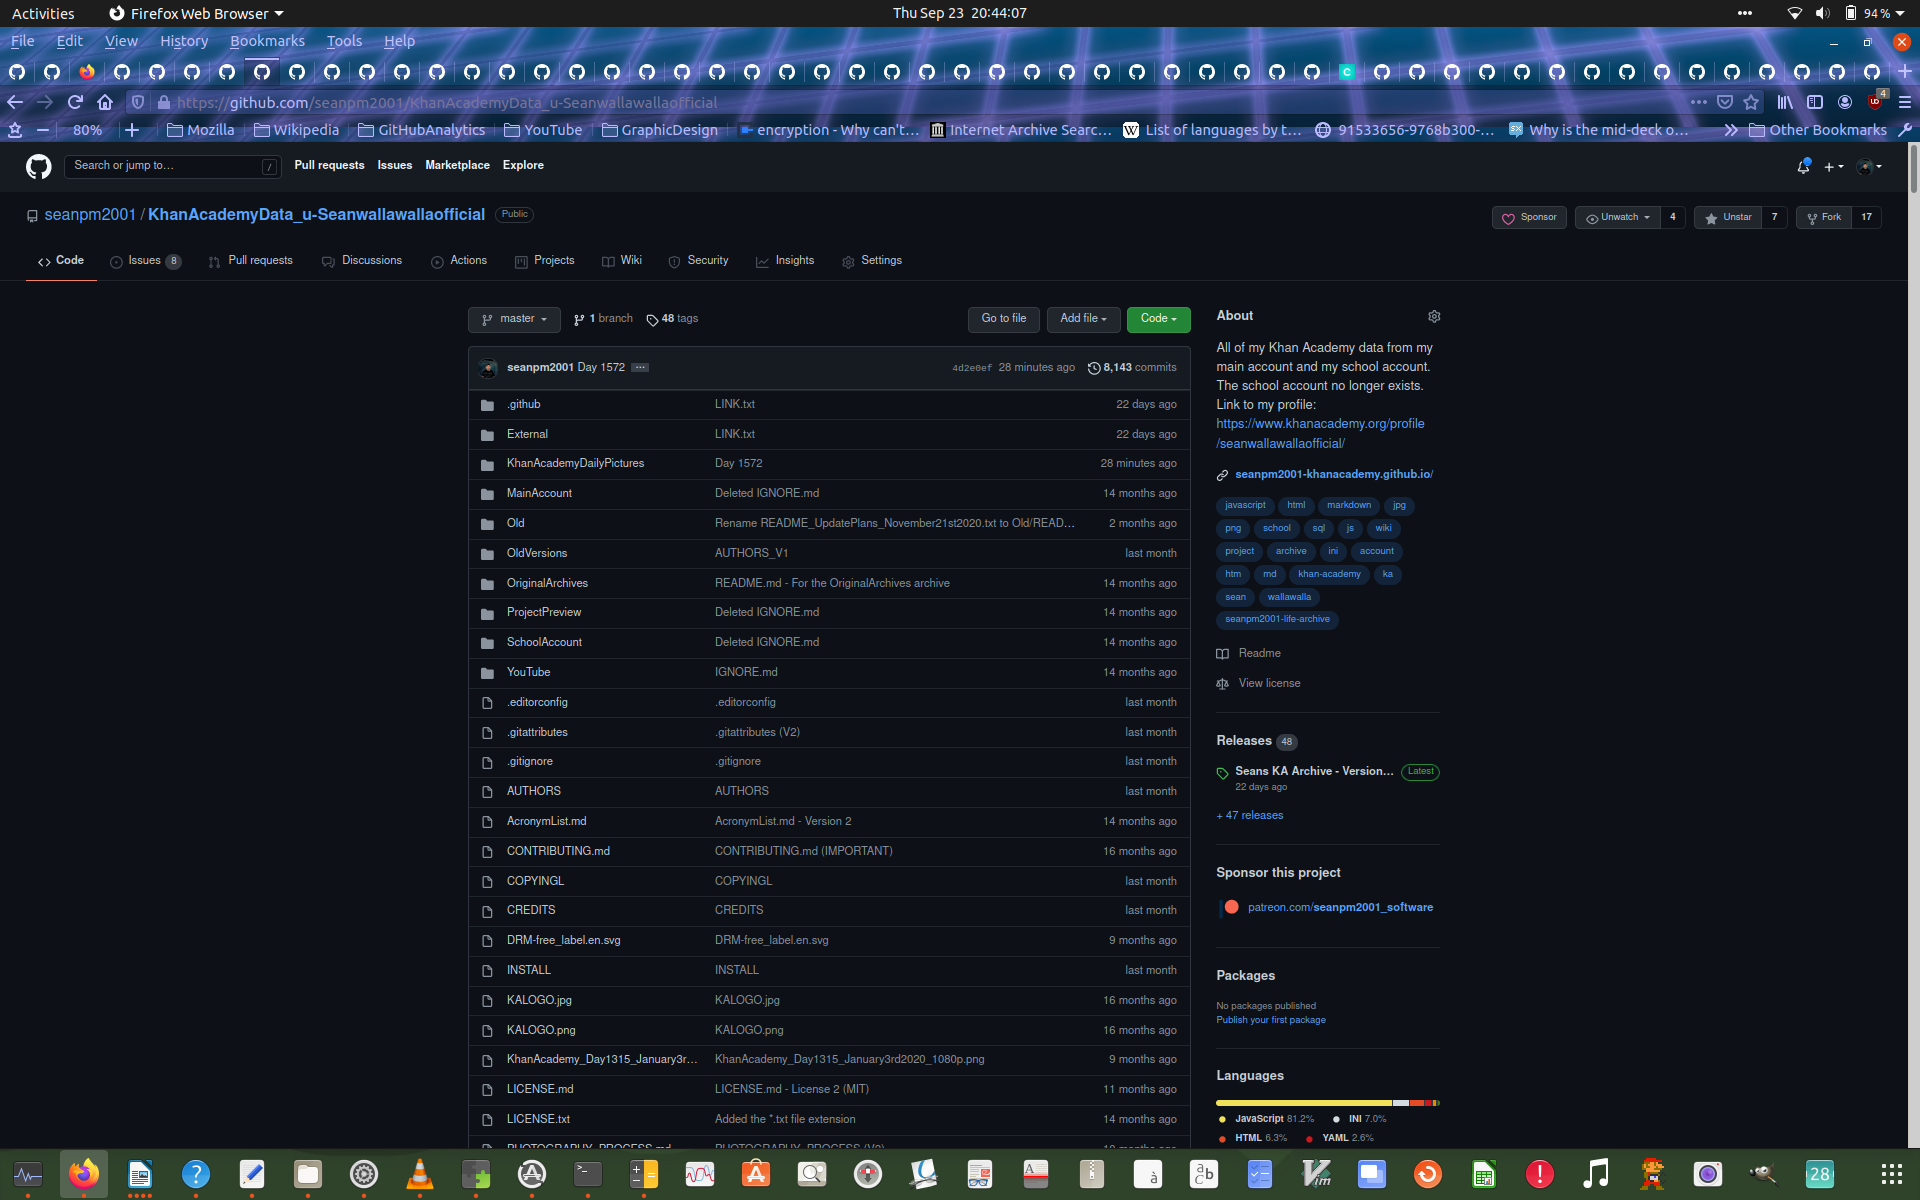 Activities Firefox Web Browser Thu Sep 23 20:44:07 94 %
File Edit View History Bookmarks Tools Help
https://github.com/seanpm2001/KhanAcademyData_u-Seanwallawallaofficial 4
80% Mozilla Wikipedia GitHubAnalytics YouTube GraphicDesign encryption - Why can't… Internet Archive Searc… List of languages by t… 91533656-9768b300-… Why is the mid-deck o… Other Bookmarks
Search or jump to… / Pull requests Issues Marketplace Explore
seanpm2001 / KhanAcademyData_u-Seanwallawallaofficial Public
Sponsor Unwatch 4 Unstar 7 Fork 17
Code Issues 8 Pull requests Discussions Actions Projects Wiki Security Insights Settings
master 1 branch 48 tags Go to file Add file Code
seanpm2001 Day 1572 ... 4d2e0ef 28 minutes ago 8,143 commits
.github LINK.txt 22 days ago
External LINK.txt 22 days ago
KhanAcademyDailyPictures Day 1572 28 minutes ago
MainAccount Deleted IGNORE.md 14 months ago
Old Rename README_UpdatePlans_November21st2020.txt to Old/READ… 2 months ago
OldVersions AUTHORS_V1 last month
OriginalArchives README.md - For the OriginalArchives archive 14 months ago
ProjectPreview Deleted IGNORE.md 14 months ago
SchoolAccount Deleted IGNORE.md 14 months ago
YouTube IGNORE.md 14 months ago
.editorconfig .editorconfig last month
.gitattributes .gitattributes (V2) last month
.gitignore .gitignore last month
AUTHORS AUTHORS last month
AcronymList.md AcronymList.md - Version 2 14 months ago
CONTRIBUTING.md CONTRIBUTING.md (IMPORTANT) 16 months ago
COPYINGL COPYINGL last month
CREDITS CREDITS last month
DRM-free_label.en.svg DRM-free_label.en.svg 9 months ago
INSTALL INSTALL last month
KALOGO.jpg KALOGO.jpg 16 months ago
KALOGO.png KALOGO.png 16 months ago
KhanAcademy_Day1315_January3r… KhanAcademy_Day1315_January3rd2020_1080p.png 9 months ago
LICENSE.md LICENSE.md - License 2 (MIT) 11 months ago
LICENSE.txt Added the *.txt file extension 14 months ago
About
All of my Khan Academy data from my
main account and my school account.
The school account no longer exists.
Link to my profile:
https://www.khanacademy.org/profile
/seanwallawallaofficial/
seanpm2001-khanacademy.github.io/
javascript html markdown jpg
png school sql js wiki
project archive ini account
htm md khan-academy ka
sean wallawalla
seanpm2001-life-archive
Readme
View license
Releases 48
Seans KA Archive - Version… Latest
22 days ago
+ 47 releases
Sponsor this project
patreon.com/seanpm2001_software
Packages
No packages published
Publish your first package
Languages
JavaScript 81.2% INI 7.0%
HTML 6.3% YAML 2.6%
28